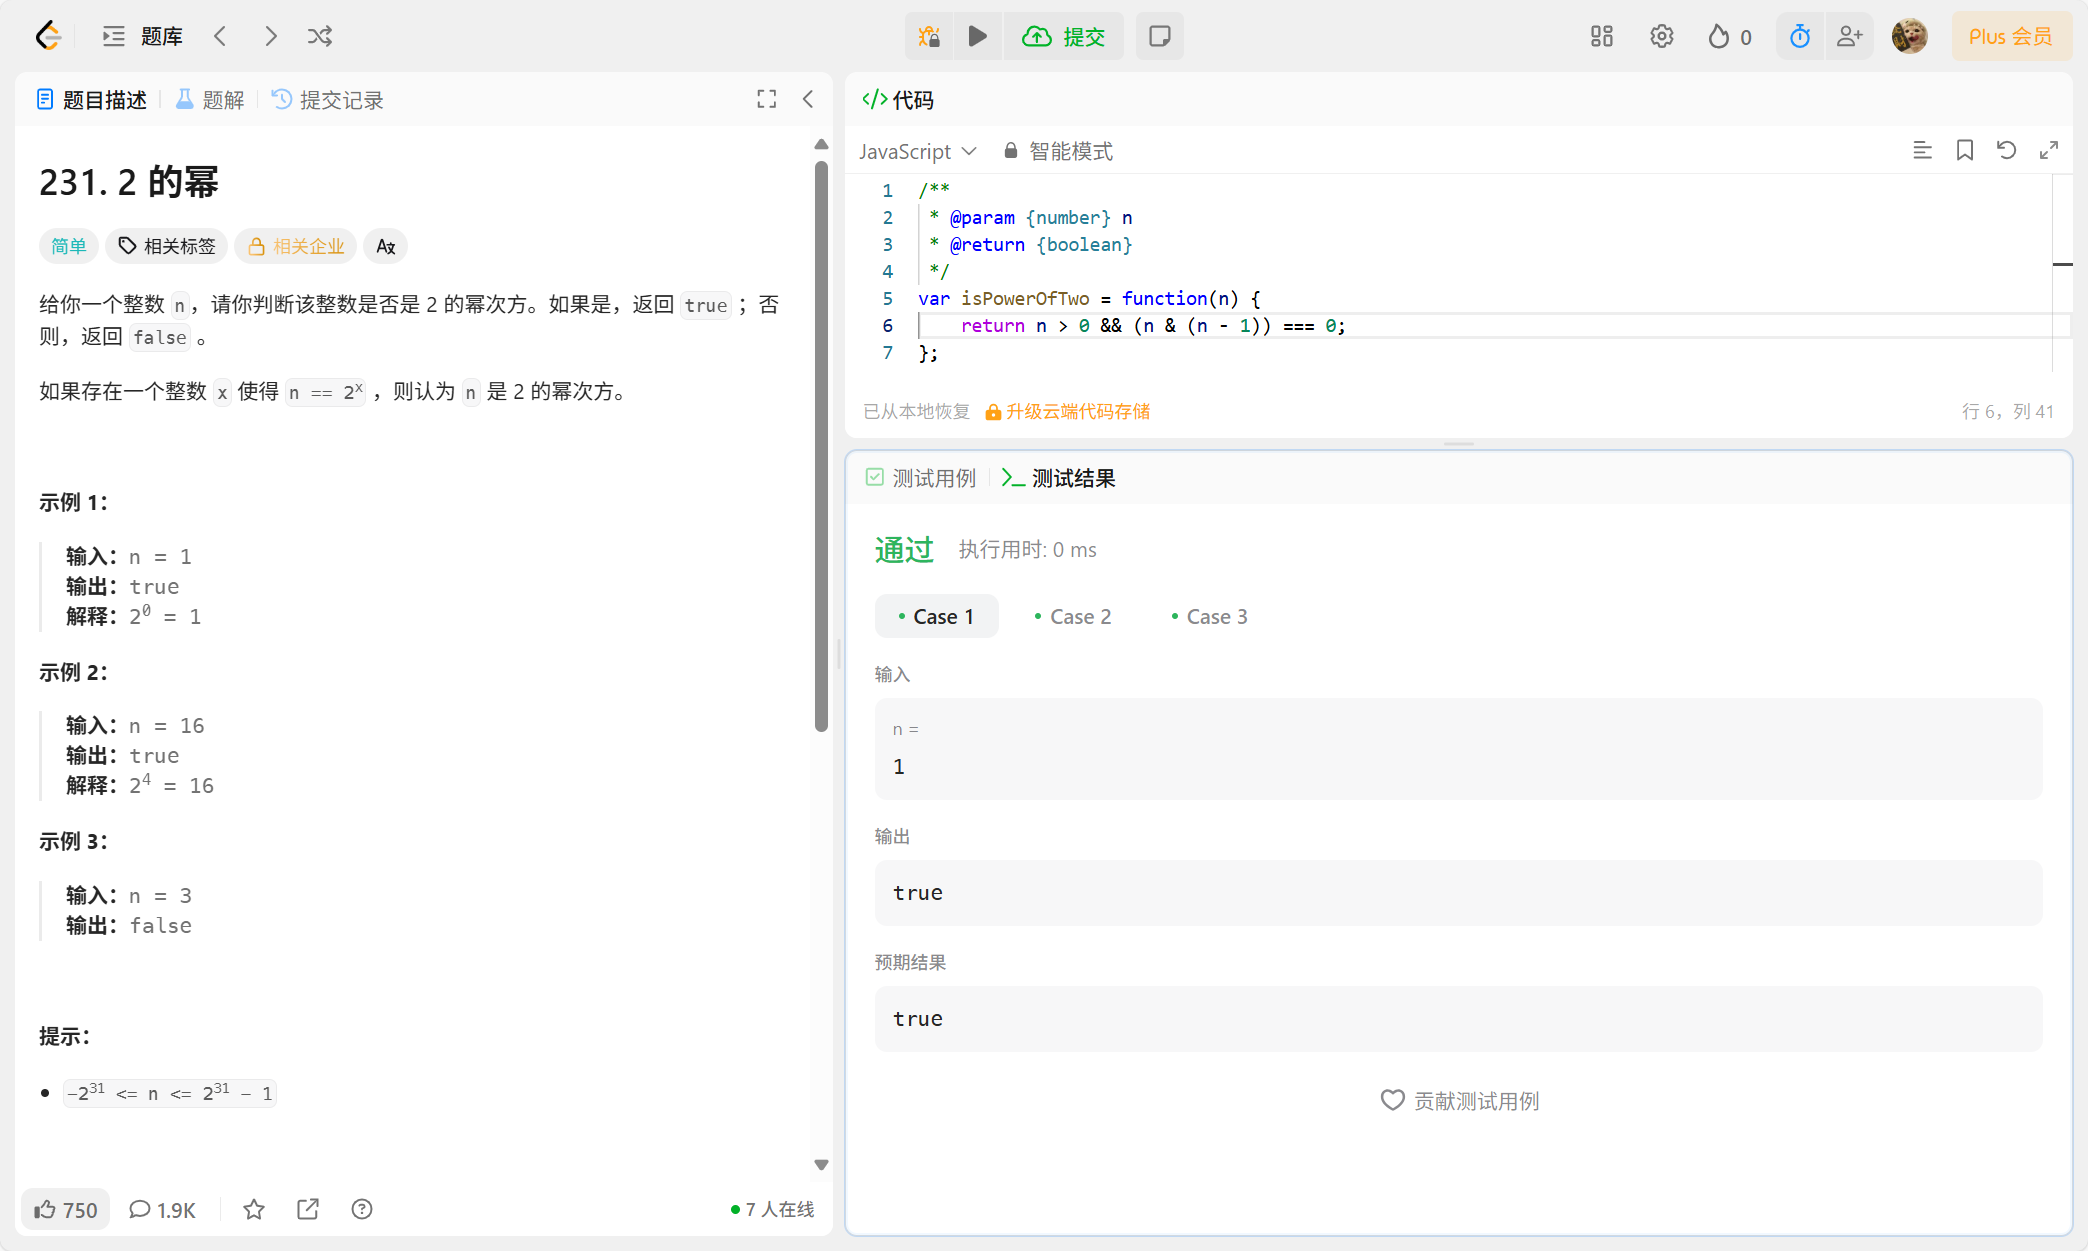 题库
提交
0
Plus 会员
题目描述
题解
提交记录
231. 2 的幂
简单
相关标签
相关企业
给你一个整数 n，请你判断该整数是否是 2 的幂次方。如果是，返回 true ；否
则，返回 false 。
如果存在一个整数 x 使得 n == 2ˣ ，则认为 n 是 2 的幂次方。
示例 1：
输入：n = 1
输出：true
解释：2⁰ = 1
示例 2：
输入：n = 16
输出：true
解释：2⁴ = 16
示例 3：
输入：n = 3
输出：false
提示：
-2³¹ <= n <= 2³¹ - 1
750
1.9K
7 人在线
</> 代码
JavaScript
智能模式
1 /**
2  * @param {number} n
3  * @return {boolean}
4  */
5 var isPowerOfTwo = function(n) {
6     return n > 0 && (n & (n - 1)) === 0;
7 };
已从本地恢复
升级云端代码存储
行 6，列 41
测试用例
测试结果
通过
执行用时: 0 ms
Case 1
Case 2
Case 3
输入
n =
1
输出
true
预期结果
true
贡献测试用例